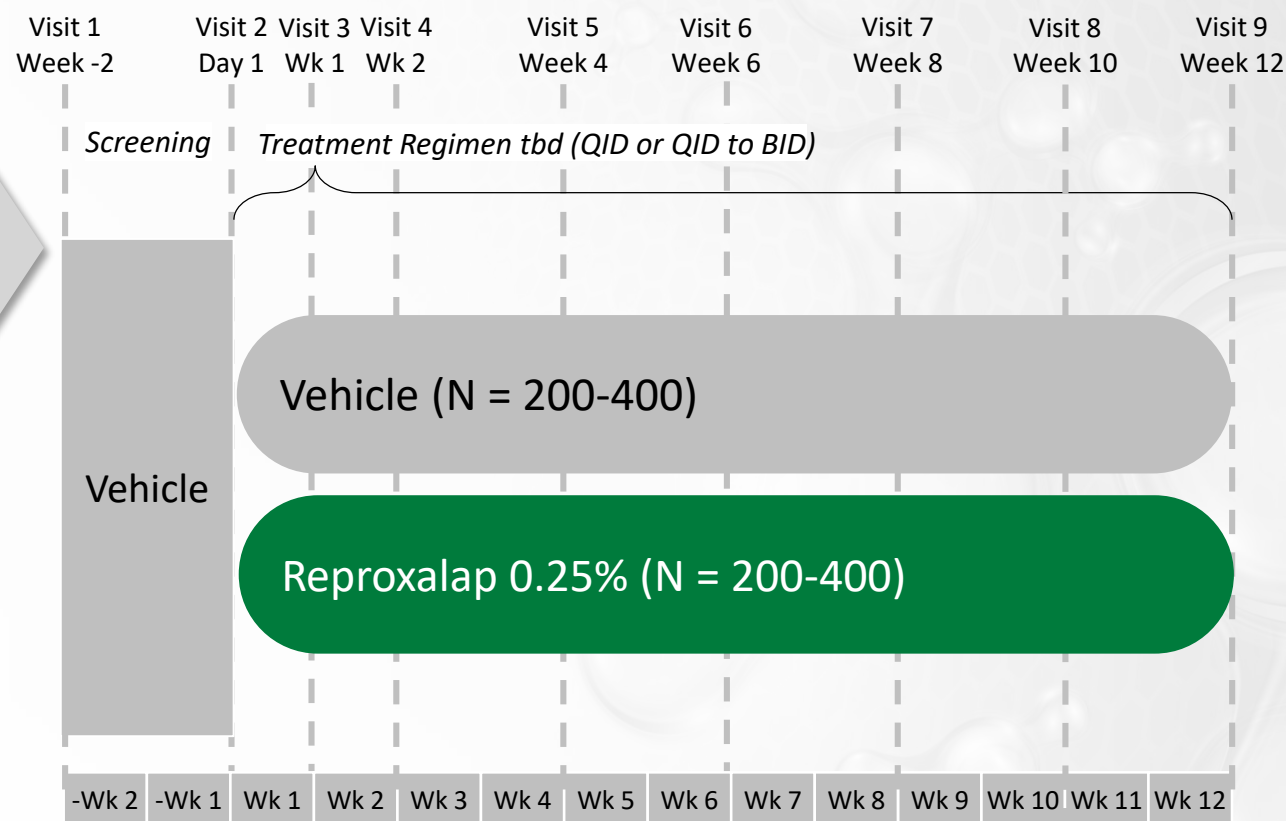 Visit 1 Visit 2 Visit 3 Visit 4 Visit 5 Visit 6 Visit 7 Visit 8 Visit 9
Week -2 Day 1 Wk 1 Wk 2 Week 4 Week 6 Week 8 Week 10 Week 12
Screening Treatment Regimen tbd (QID or QID to BID)
Vehicle (N = 200-400)
Vehicle
Reproxalap 0.25% (N = 200-400)
-Wk 2 -Wk 1 Wk 1 Wk 2 Wk 3 Wk 4 Wk 5 Wk 6 Wk 7 Wk 8 Wk 9 Wk 10 Wk 11 Wk 12